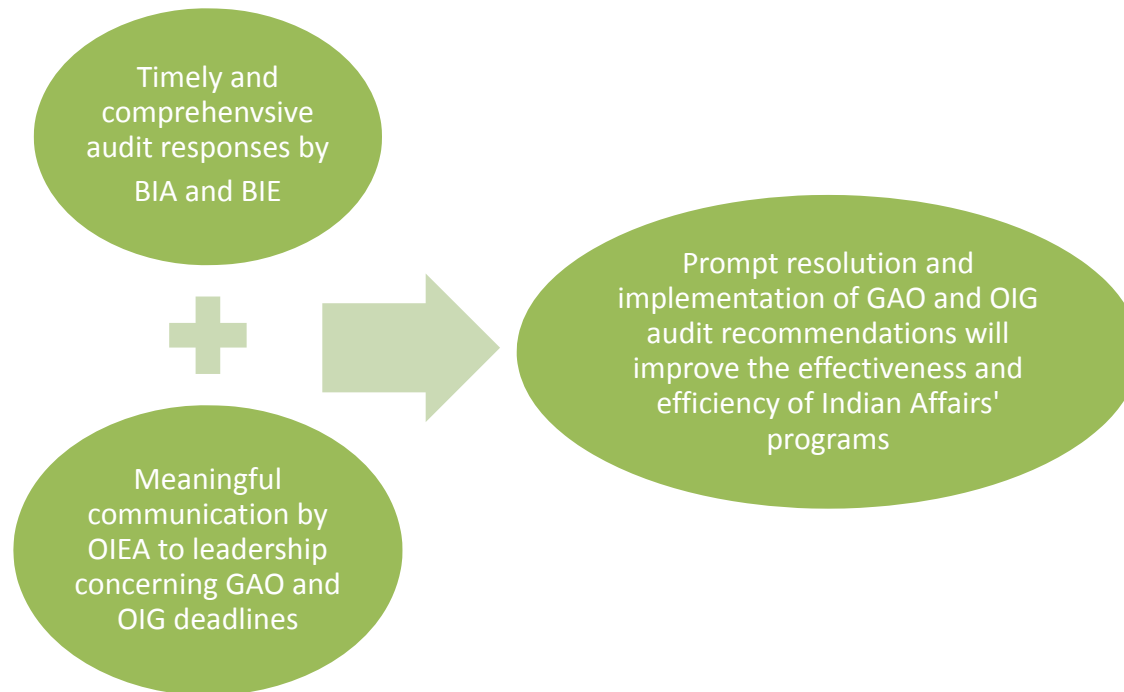 Timely and
comprehenvsive
audit responses by
BIA and BIE
Meaningful
communication by
OIEA to leadership
concerning GAO and
OIG deadlines
Prompt resolution and
implementation of GAO and OIG
audit recommendations will
improve the effectiveness and
efficiency of Indian Affairs'
programs